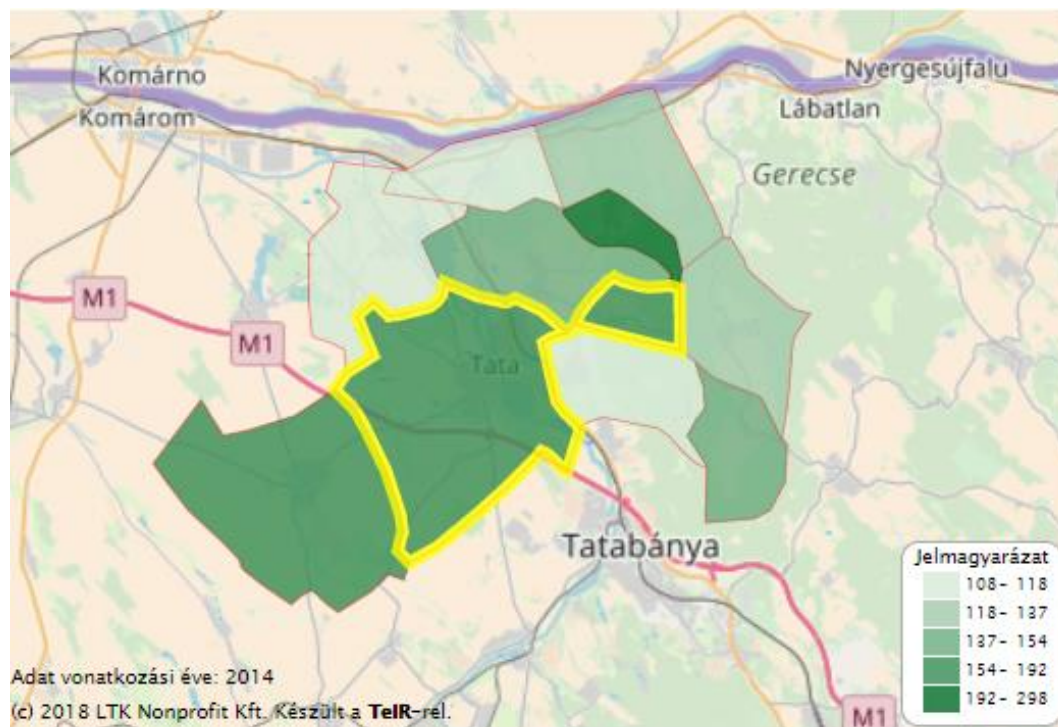 Komárno
Komárom
Nyergesújfalu
Lábatlan
Gerecse
M1
M1
Tata
Tatabánya
M1
Jelmagyarázat
108- 118
118- 137
137- 154
154- 192
192- 298
Adat vonatkozási éve: 2014
(c) 2018 LTK Nonprofit Kft. Készült a TeIR-rel.